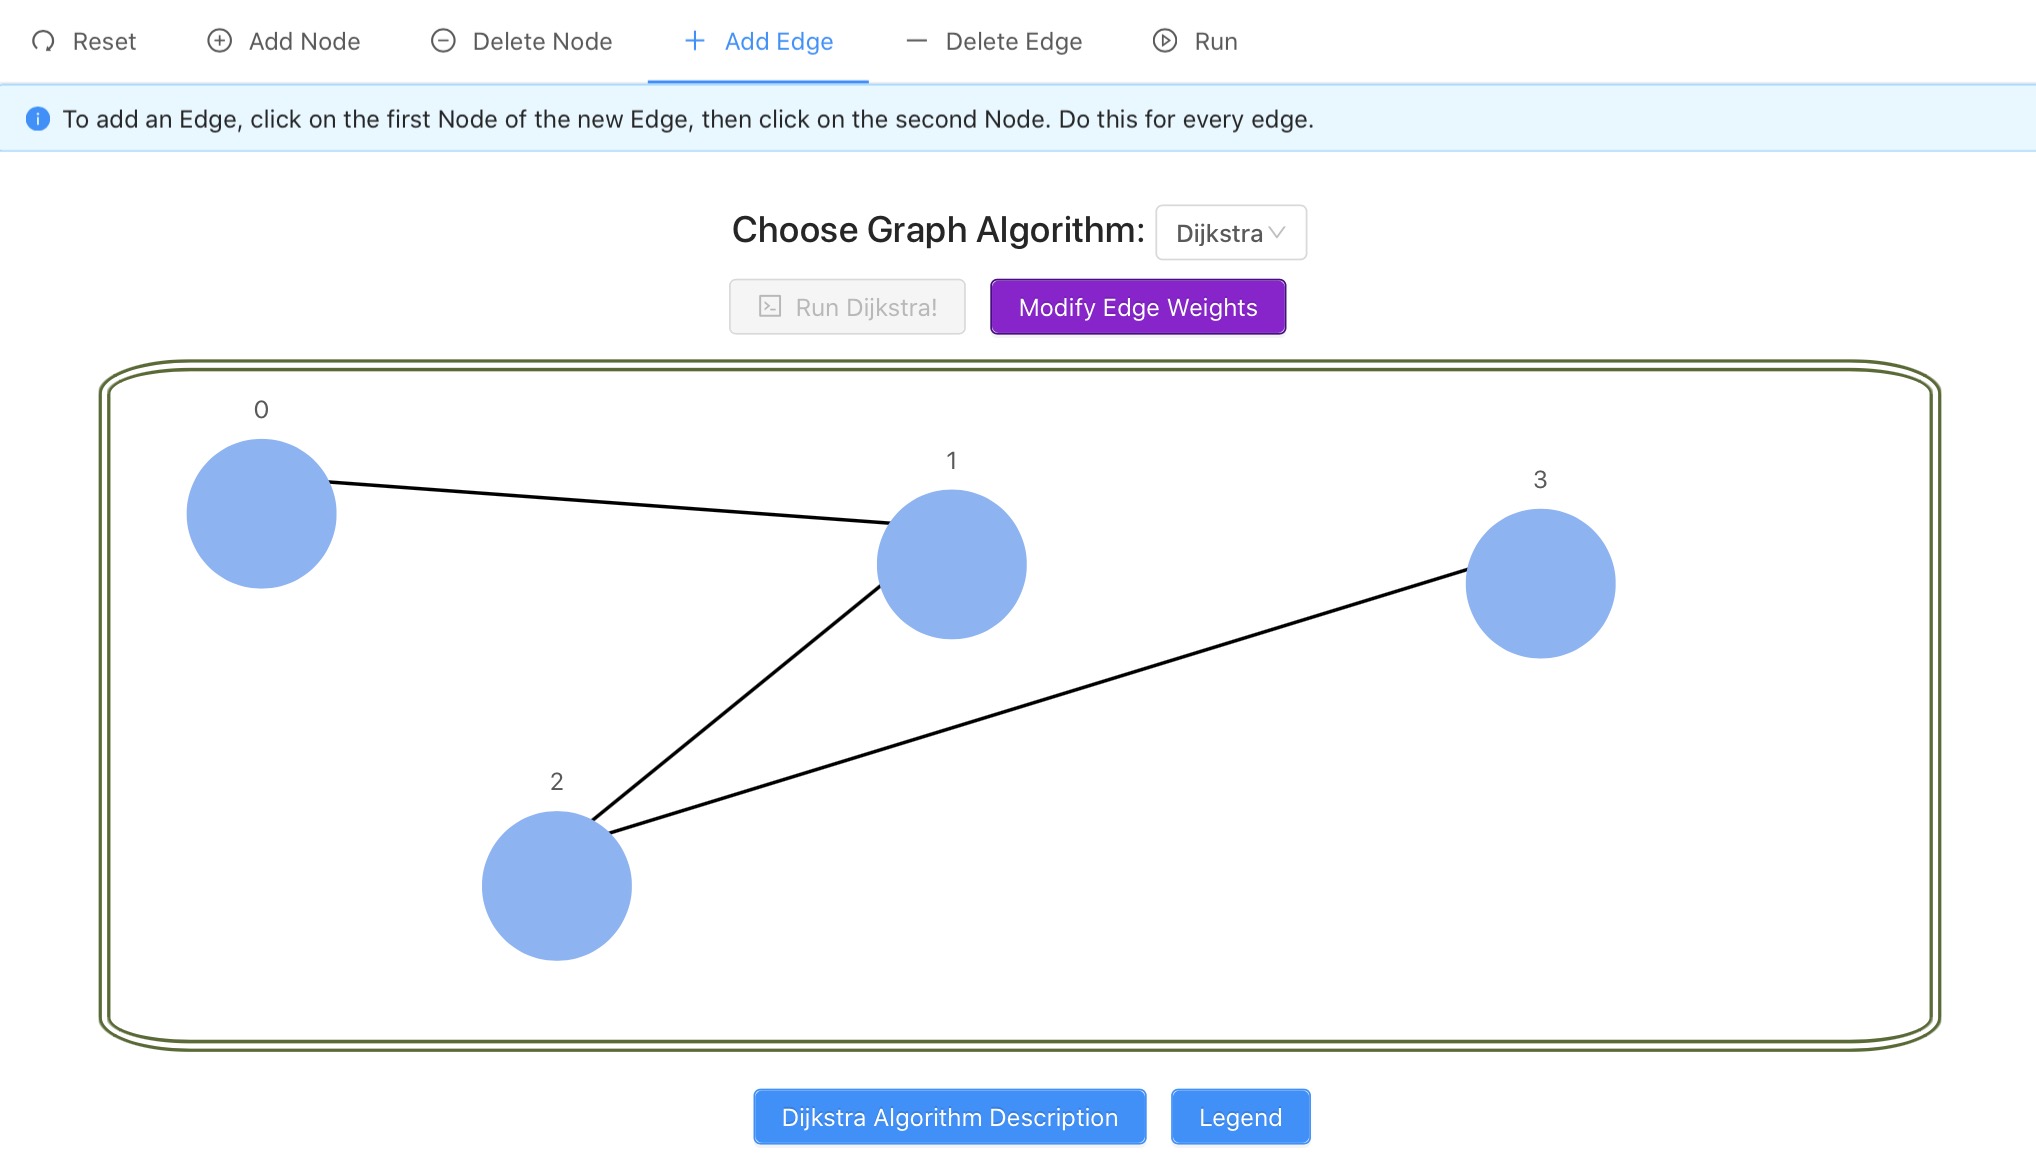 Reset Add Node Delete Node Add Edge Delete Edge Run
To add an Edge, click on the first Node of the new Edge, then click on the second Node. Do this for every edge.
Choose Graph Algorithm: Dijkstra
Run Dijkstra! Modify Edge Weights
0
1
3
2
Dijkstra Algorithm Description Legend